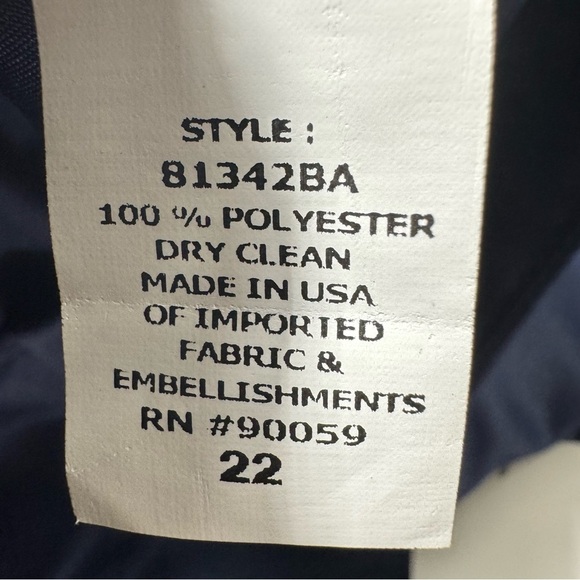 STYLE :
81342BA
100 % POLYESTER
DRY CLEAN
MADE IN USA
OF IMPORTED
FABRIC &
EMBELLISHMENTS
RN #90059
22